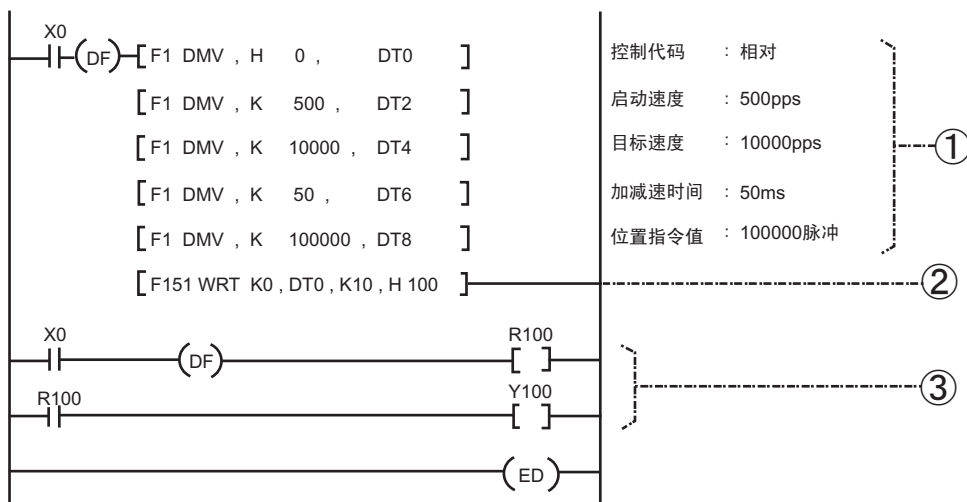 X0
DF F1 DMV , H 0 , DT0 控制代码 : 相对
F1 DMV , K 500 , DT2 启动速度 : 500pps
F1 DMV , K 10000 , DT4 目标速度 : 10000pps
①
F1 DMV , K 50 , DT6 加减速时间 : 50ms
F1 DMV , K 100000 , DT8 位置指令值 : 100000脉冲
F151 WRT K0 , DT0 , K10 , H 100 ②
X0 R100
DF
R100 Y100
③
ED